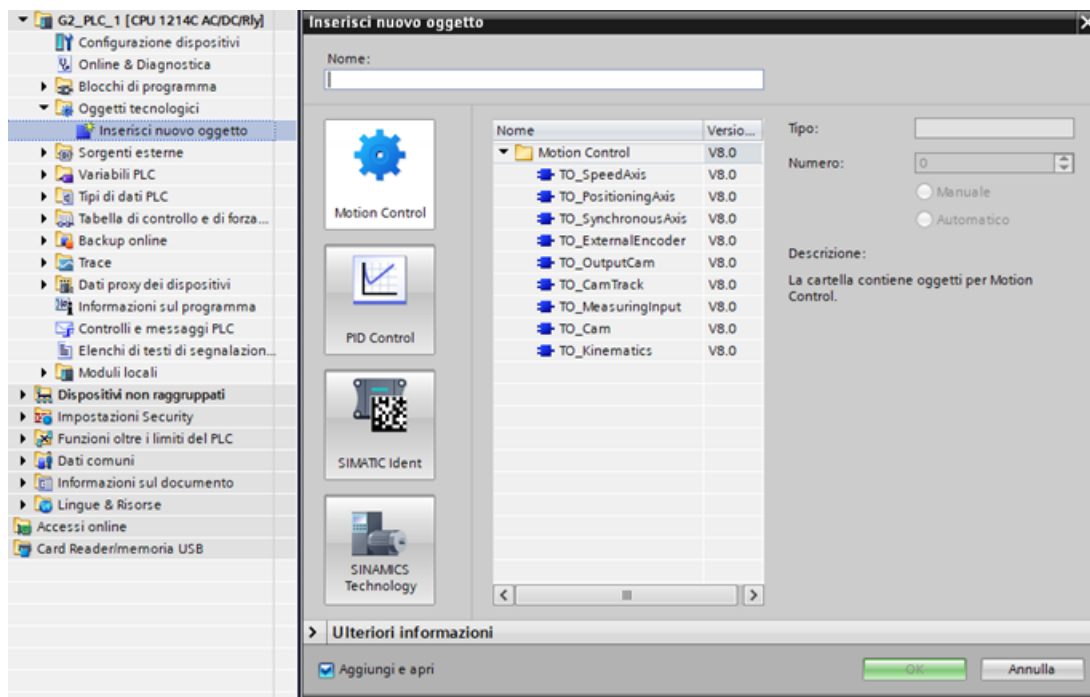 G2_PLC_1 [CPU 1214C AC/DC/Rly]
Configurazione dispositivi
Online & Diagnostica
Blocchi di programma
Oggetti tecnologici
Inserisci nuovo oggetto
Sorgenti esterne
Variabili PLC
Tipi di dati PLC
Tabella di controllo e di forza...
Backup online
Trace
Dati proxy dei dispositivi
Informazioni sul programma
Controlli e messaggi PLC
Elenchi di testi di segnalazion...
Moduli locali
Dispositivi non raggruppati
Impostazioni Security
Funzioni oltre i limiti del PLC
Dati comuni
Informazioni sul documento
Lingue & Risorse
Accessi online
Card Reader/memoria USB
Inserisci nuovo oggetto
Nome:
Motion Control
PID Control
SIMATIC Ident
SINAMICS
Technology
Nome Versio...
Motion Control V8.0
TO_SpeedAxis V8.0
TO_PositioningAxis V8.0
TO_SynchronousAxis V8.0
TO_ExternalEncoder V8.0
TO_OutputCam V8.0
TO_CamTrack V8.0
TO_MeasuringInput V8.0
TO_Cam V8.0
TO_Kinematics V8.0
Tipo:
Numero: 0
Manuale
Automatico
Descrizione:
La cartella contiene oggetti per Motion
Control.
Ulteriori informazioni
Aggiungi e apri
OK Annulla